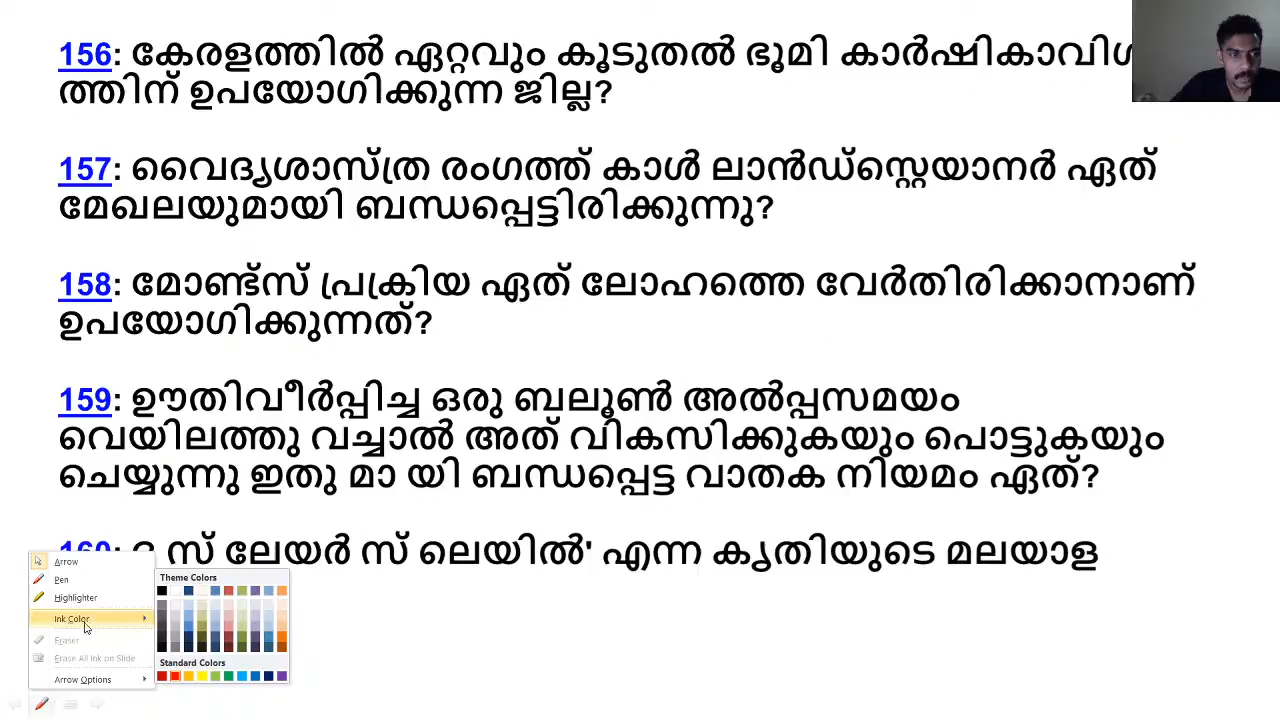 156: കേരളത്തിൽ ഏറ്റവും കൂടുതൽ ഭൂമി
ത്തിന് ഉപയോഗിക്കുന്ന ജില്ല?
157: വൈദ്യശാസ്ത്ര രംഗത്ത് കാൾ ലാൻഡ്സ്റ്റെയാനർ ഏത്
മേഖലയുമായി ബന്ധപ്പെട്ടിരിക്കുന്നു?
158: മോണ്ട്സ് പ്രക്രിയ ഏത് ലോഹത്തെ വേർതിരിക്കാനാണ്
ഉപയോഗിക്കുന്നത്?
159: ഊതിവീർപ്പിച്ച ഒരു ബലൂൺ അൽപ്പസമയം
വെയിലത്തു വച്ചാൽ അത് വികസിക്കുകയും പൊട്ടുകയും
ചെയ്യുന്നു ഇതു മാ യി ബന്ധപ്പെട്ട വാതക നിയമം ഏത്?
സ് ലേയർ സ് ലെയിൽ' എന്ന കൃതിയുടെ മലയാള
Arrow
Pen
Highlighter
Ink Color
Eraser
Erase All Ink on Slide
Arrow Options
Theme Colors
Standard Colors